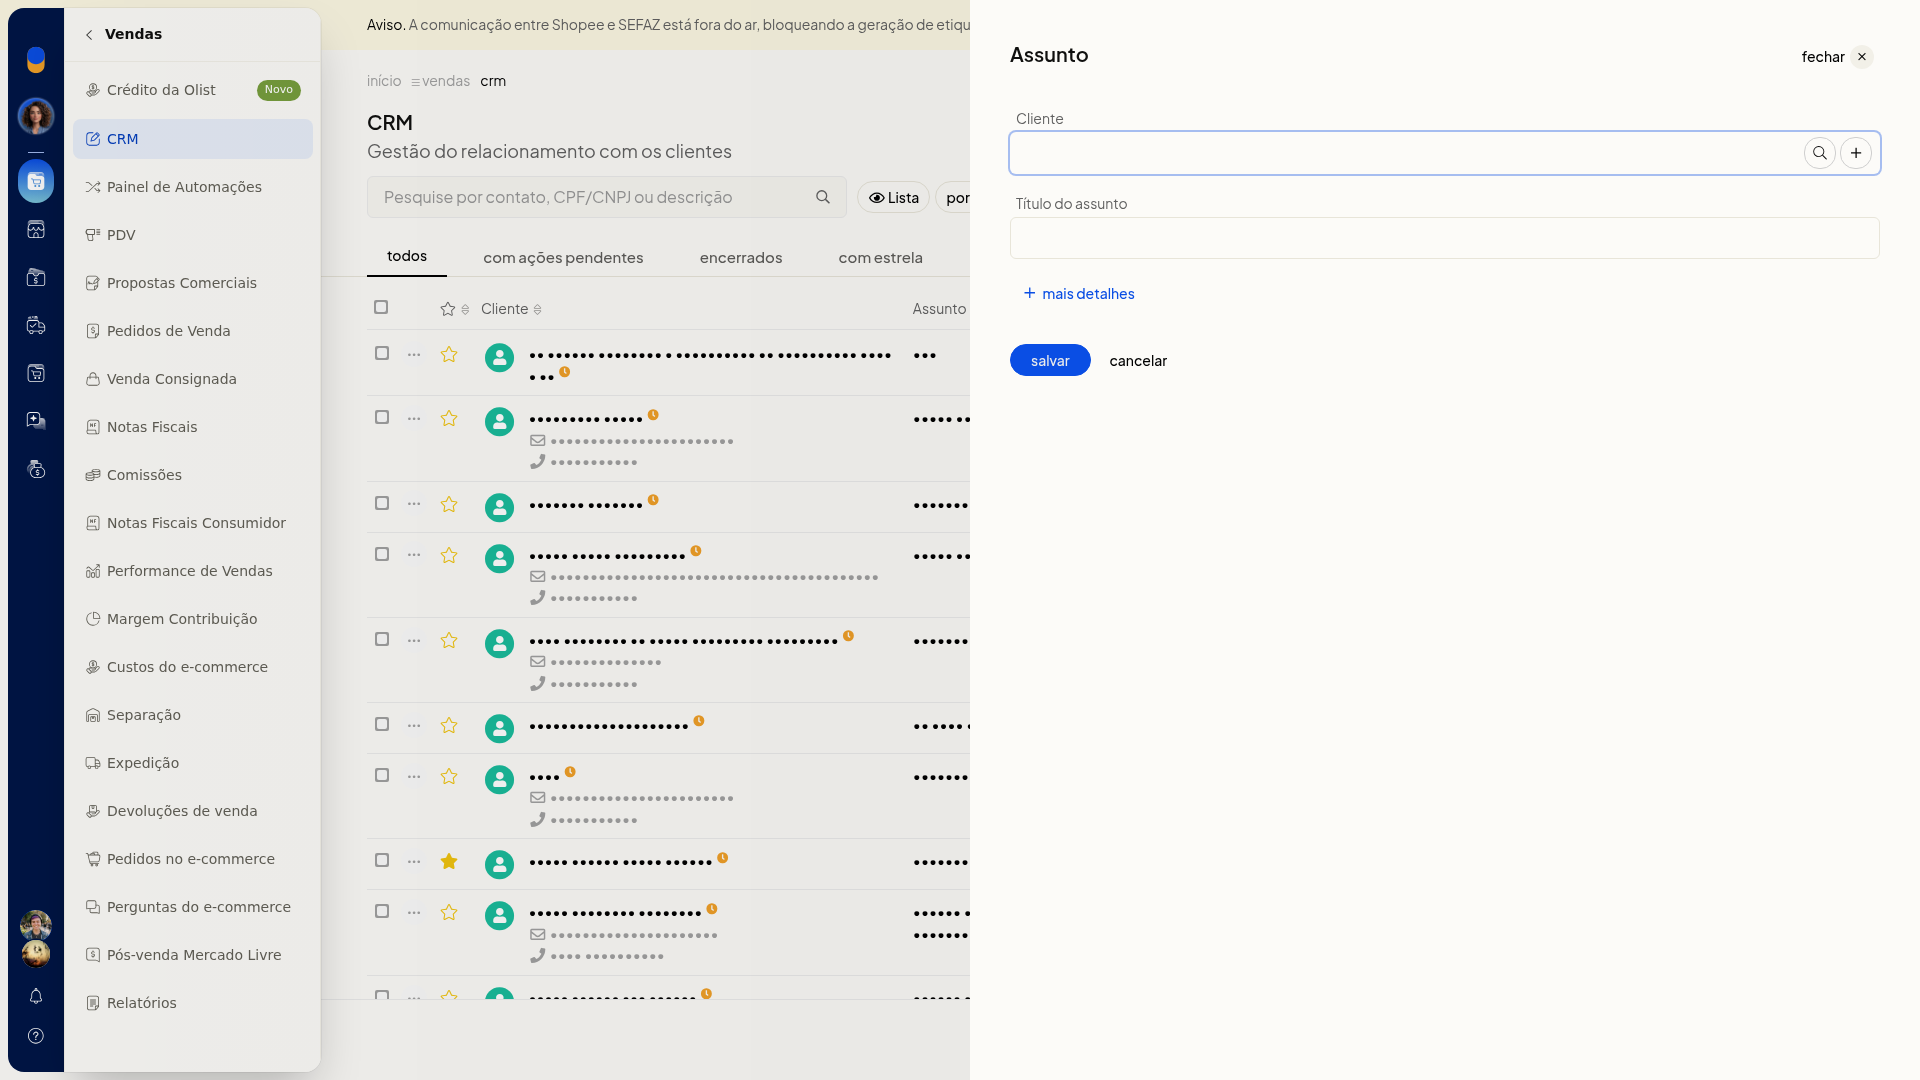 Vendas
Crédito da Olist
Novo
CRM
Painel de Automações
PDV
Propostas Comerciais
Pedidos de Venda
Venda Consignada
Notas Fiscais
Comissões
Notas Fiscais Consumidor
Performance de Vendas
Margem Contribuição
Custos do e-commerce
Separação
Expedição
Devoluções de venda
Pedidos no e-commerce
Perguntas do e-commerce
Pós-venda Mercado Livre
Relatórios
Aviso. A comunicação entre Shopee e SEFAZ está fora do ar, bloqueando a geração de etiqu
início vendas crm
CRM
Gestão do relacionamento com os clientes
Pesquise por contato, CPF/CNPJ ou descrição
Lista
por
todos com ações pendentes encerrados com estrela
Cliente Assunto
Assunto
fechar
Cliente
Título do assunto
+ mais detalhes
salvar cancelar